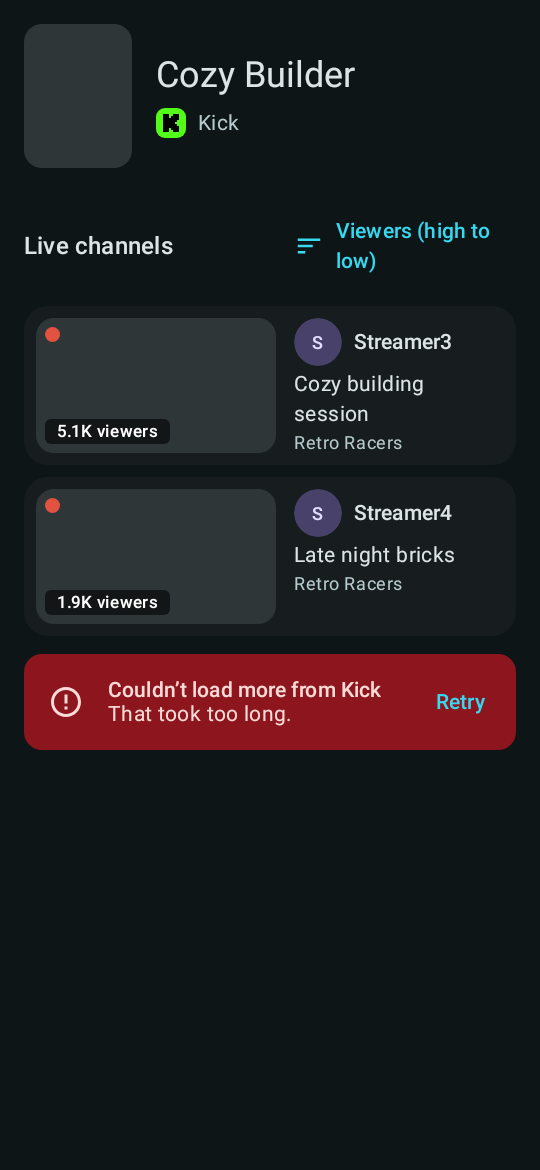 Cozy Builder
Kick
Live channels
Viewers (high to
low)
5.1K viewers
S
Streamer3
Cozy building
session
Retro Racers
1.9K viewers
S
Streamer4
Late night bricks
Retro Racers
Couldn’t load more from Kick
That took too long.
Retry